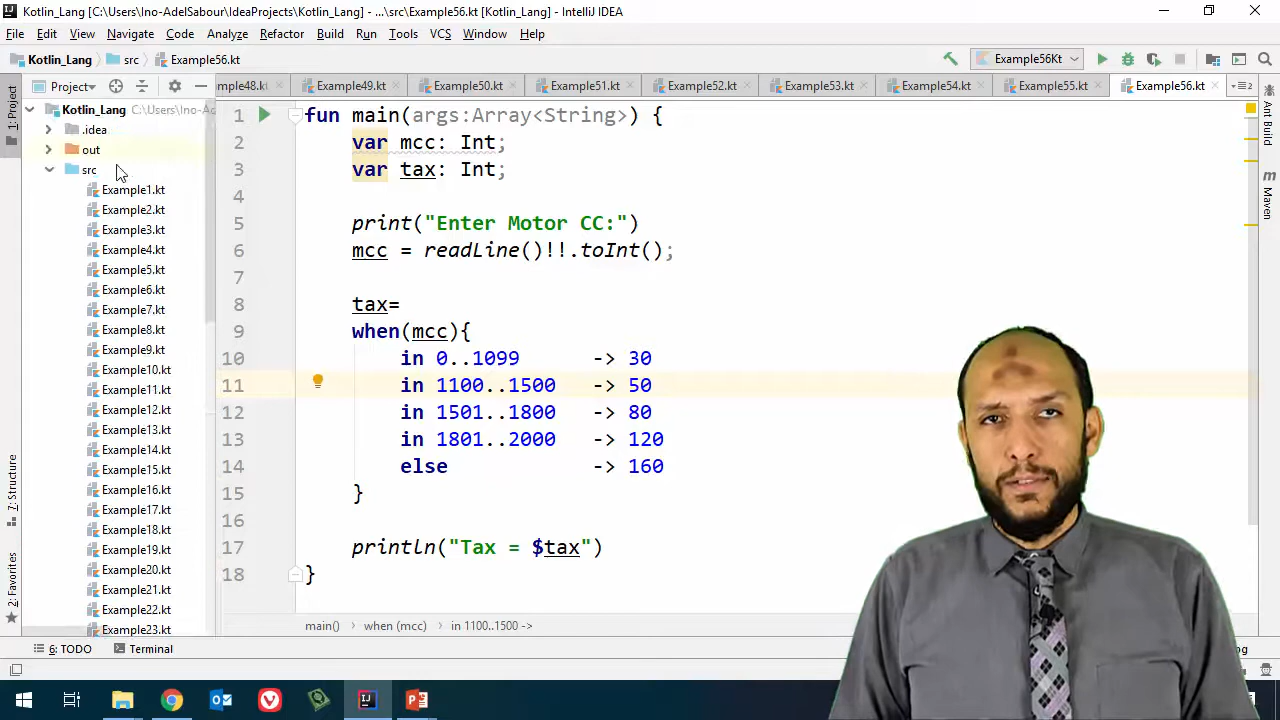 Kotlin_Lang [C:\Users\Ino-AdelSabour\IdeaProjects\Kotlin_Lang] - ...\src\Example56.kt [Kotlin_Lang] - IntelliJ IDEA
File Edit View Navigate Code Analyze Refactor Build Run Tools VCS Window Help
Kotlin_Lang src Example56.kt Example56Kt
Project
ample48.kt Example49.kt Example50.kt Example51.kt Example52.kt Example53.kt Example54.kt Example55.kt Example56.kt
1: Project
7: Structure
2: Favorites
Kotlin_Lang C:\Users\Ino-Ad
.idea
out
src
Example1.kt
Example2.kt
Example3.kt
Example4.kt
Example5.kt
Example6.kt
Example7.kt
Example8.kt
Example9.kt
Example10.kt
Example11.kt
Example12.kt
Example13.kt
Example14.kt
Example15.kt
Example16.kt
Example17.kt
Example18.kt
Example19.kt
Example20.kt
Example21.kt
Example22.kt
Example23.kt
1 fun main(args:Array<String>) {
2 var mcc: Int;
3 var tax: Int;
4
5 print("Enter Motor CC:")
6 mcc = readLine()!!.toInt();
7
8 tax=
9 when(mcc){
10 in 0..1099 -> 30
11 in 1100..1500 -> 50
12 in 1501..1800 -> 80
13 in 1801..2000 -> 120
14 else -> 160
15 }
16
17 println("Tax = $tax")
18 }
main() when (mcc) in 1100..1500 ->
Ant Build
m Maven
6: TODO Terminal